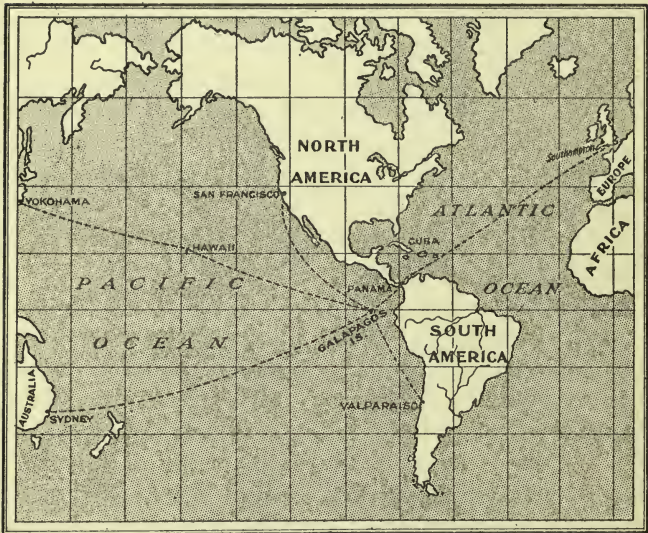 NORTH
AMERICA
Southampton
EUROPE
SAN FRANCISCO
YOKOHAMA
ATLANTIC
AFRICA
HAWAII
CUBA
PACIFIC
PANAMA
OCEAN
GALAPAGOS
IS.
SOUTH
AMERICA
OCEAN
AUSTRALIA
SYDNEY
VALPARAISO